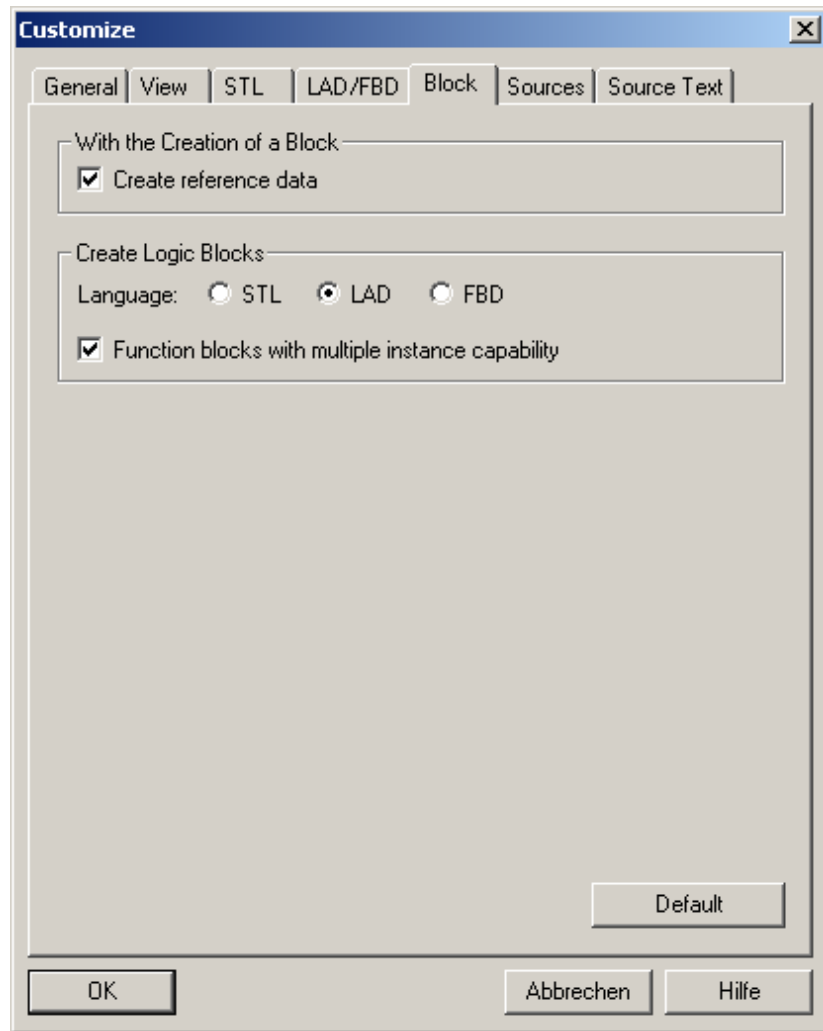 Customize
General View STL LAD/FBD Block Sources Source Text
With the Creation of a Block
Create reference data
Create Logic Blocks
Language: STL LAD FBD
Function blocks with multiple instance capability
Default
OK Abbrechen Hilfe